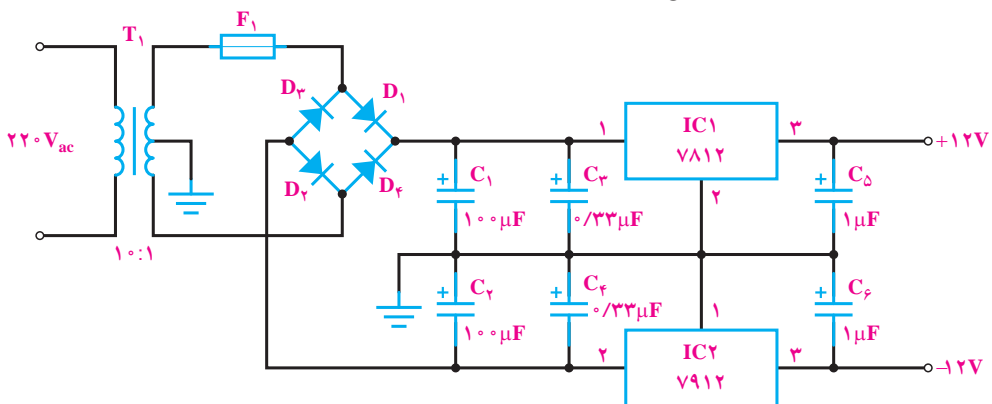 T۱
F۱
۲۲۰Vac
۱۰:۱
D۳
D۱
D۲
D۴
C۱
۱۰۰µF
C۳
۰/۳۳µF
۱
IC۱
۷۸۱۲
۳
۲
+۱۲V
C۵
۱µF
C۲
۱۰۰µF
C۴
۰/۳۳µF
۱
۲
IC۲
۷۹۱۲
۳
C۶
۱µF
–۱۲V